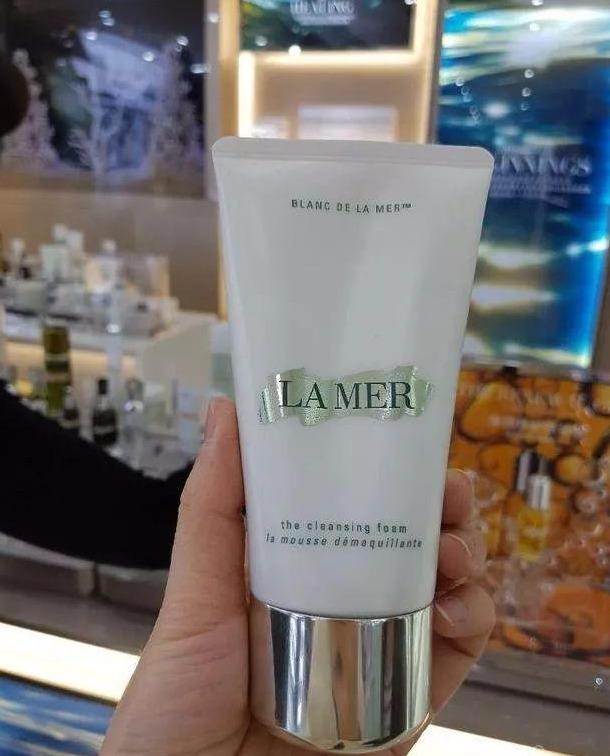 BLANC DE LA MER™
LA MER
the cleansing foam
la mousse démaquillante